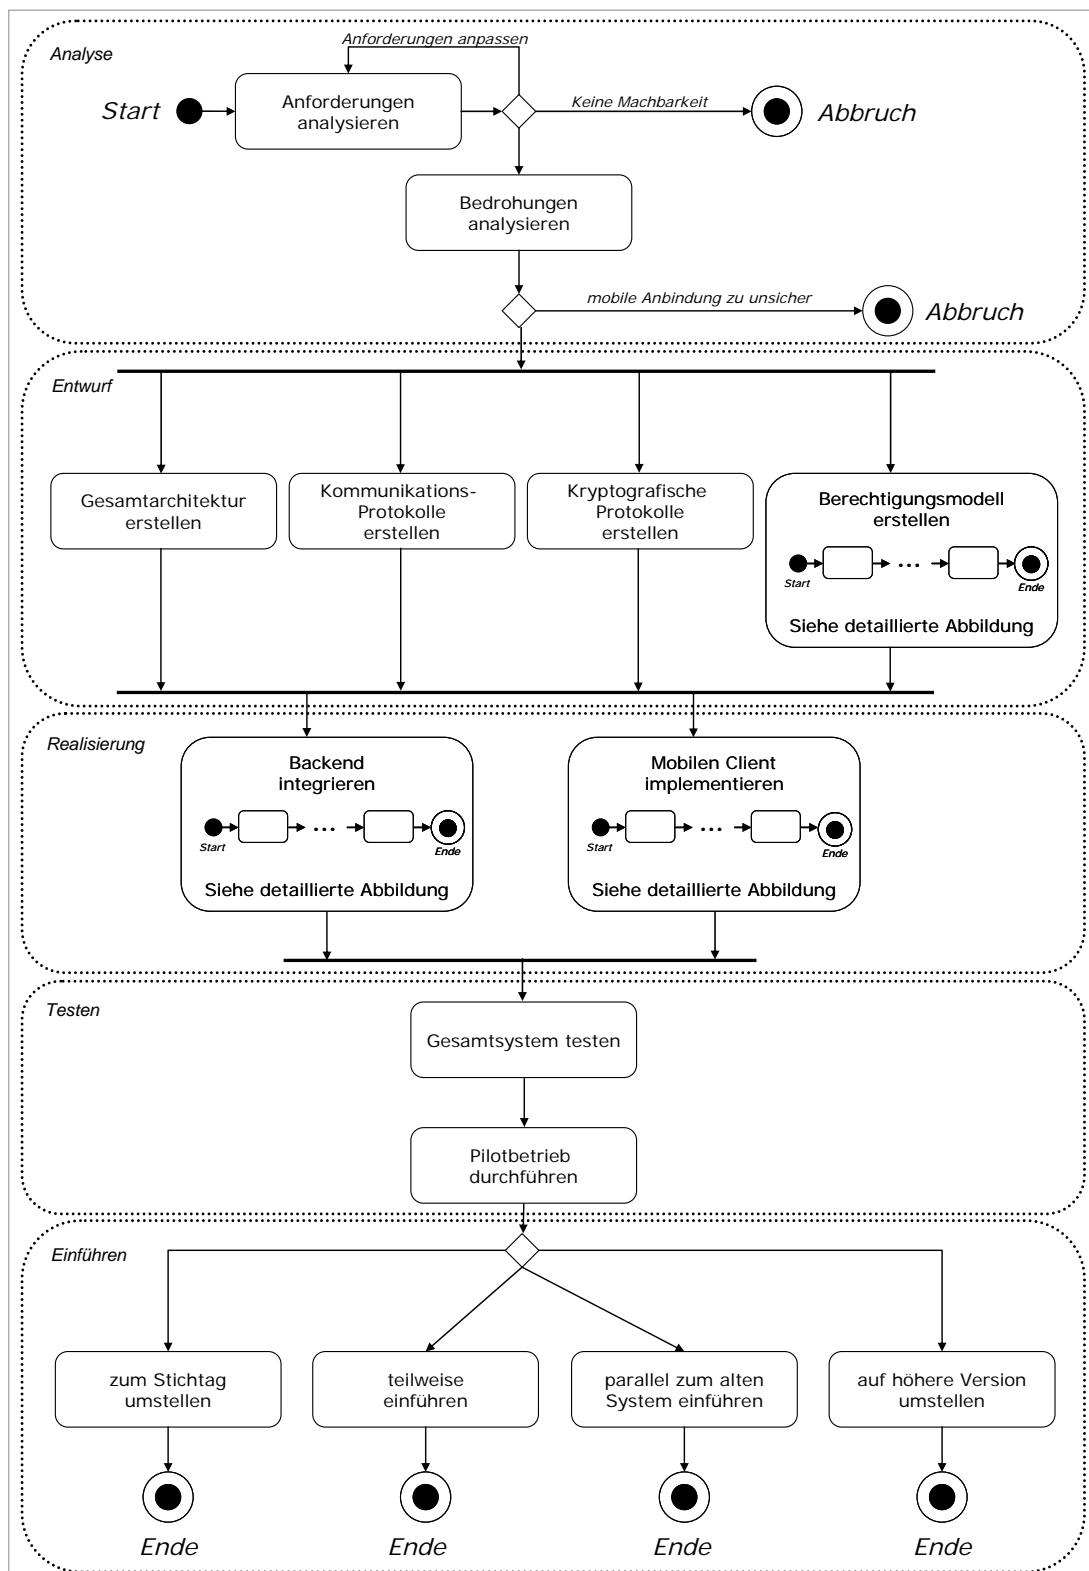 Analyse
Anforderungen anpassen
Start
Anforderungen
analysieren
Keine Machbarkeit
Abbruch
Bedrohungen
analysieren
mobile Anbindung zu unsicher
Abbruch
Entwurf
Gesamtarchitektur
erstellen
Kommunikations-
Protokolle
erstellen
Kryptografische
Protokolle
erstellen
Berechtigungsmodell
erstellen
...
Start
Ende
Siehe detaillierte Abbildung
Realisierung
Backend
integrieren
...
Start
Ende
Siehe detaillierte Abbildung
Mobilen Client
implementieren
...
Start
Ende
Siehe detaillierte Abbildung
Testen
Gesamtsystem testen
Pilotbetrieb
durchführen
Einführen
zum Stichtag
umstellen
teilweise
einführen
parallel zum alten
System einführen
auf höhere Version
umstellen
Ende
Ende
Ende
Ende